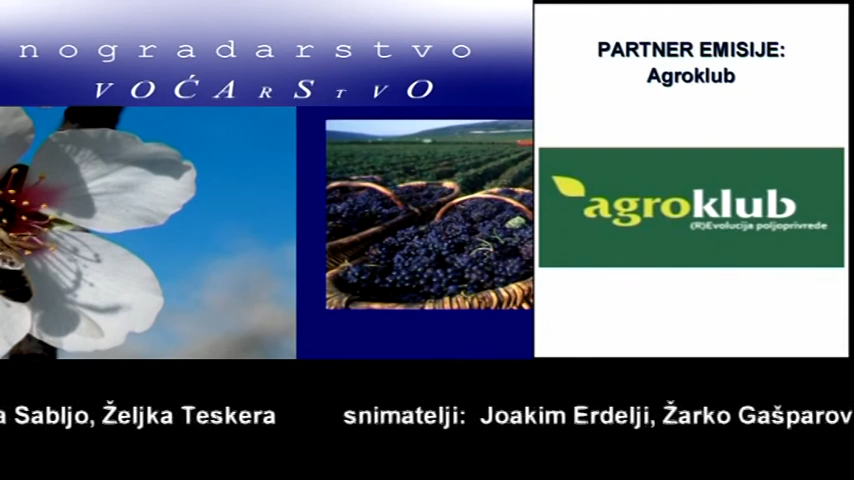 nogradarstvo
VOĆARSTVO
PARTNER EMISIJE:
Agroklub
agroklub
(R)Evolucija poljoprivrede
a Sabljo, Željka Teskera snimatelji: Joakim Erdelji, Žarko Gašparov